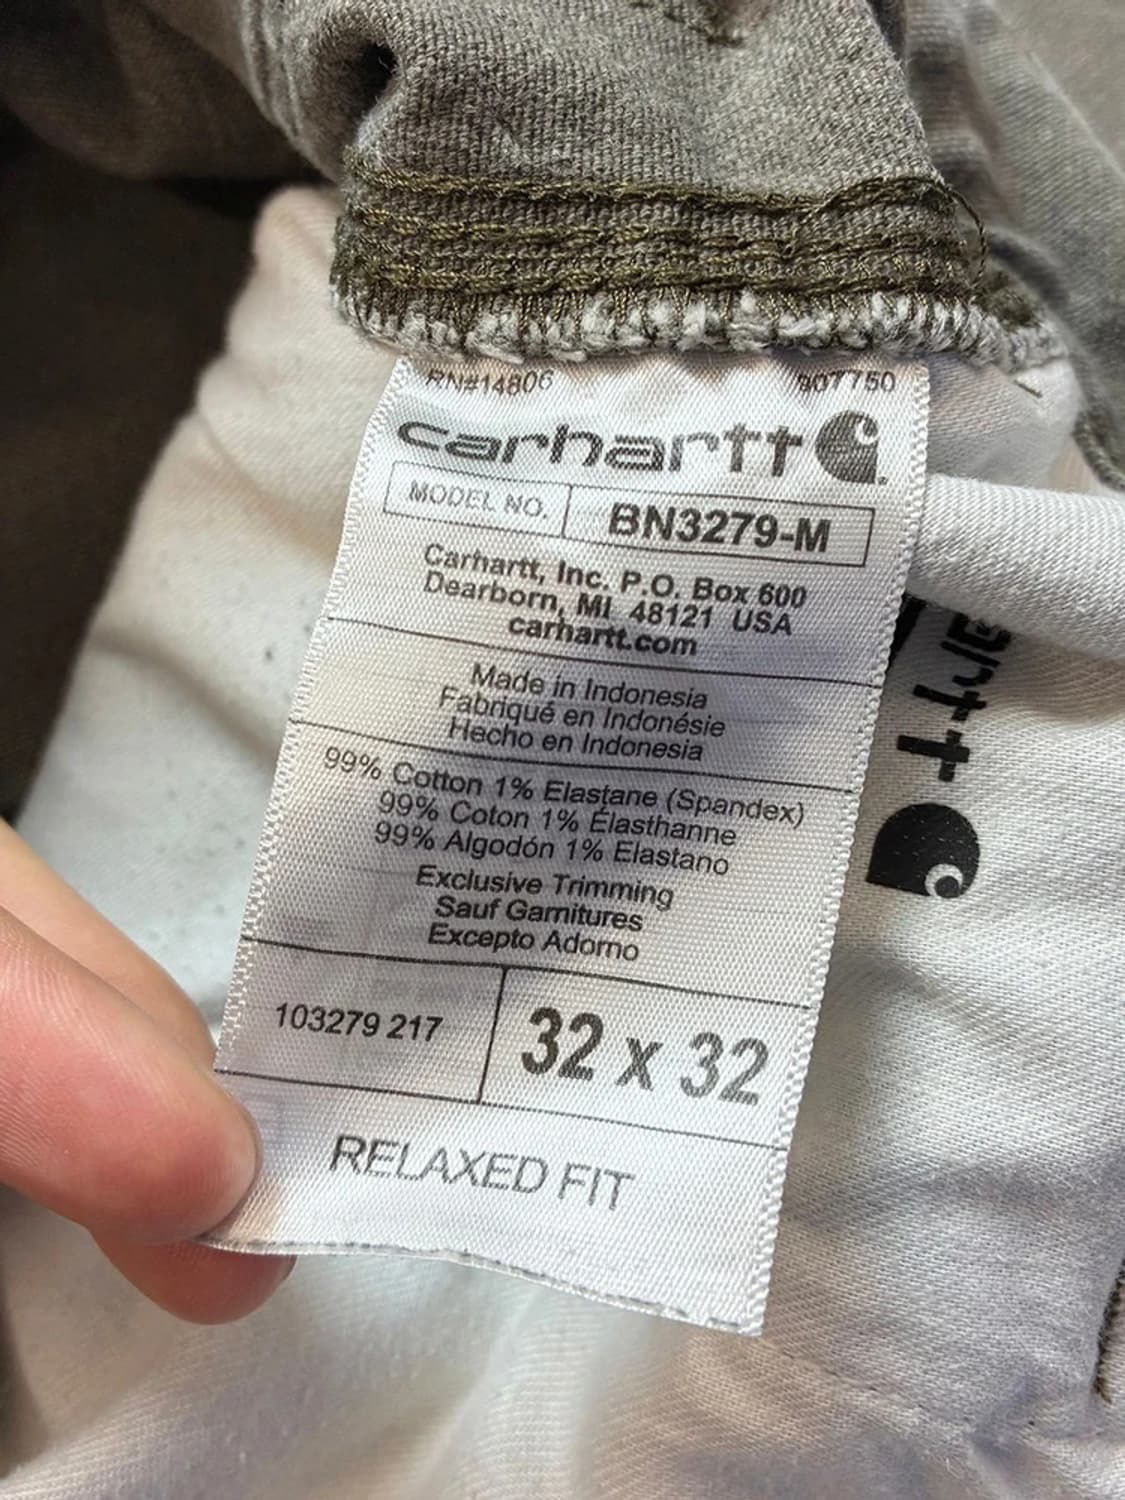 RN#14806 907750
carhartt
MODEL NO. BN3279-M
Carhartt, Inc. P.O. Box 600
Dearborn, MI 48121 USA
carhartt.com
Made in Indonesia
Fabriqué en Indonésie
Hecho en Indonesia
99% Cotton 1% Elastane (Spandex)
99% Coton 1% Élasthanne
99% Algodón 1% Elastano
Exclusive Trimming
Sauf Garnitures
Excepto Adorno
103279 217 32 x 32
RELAXED FIT
artt